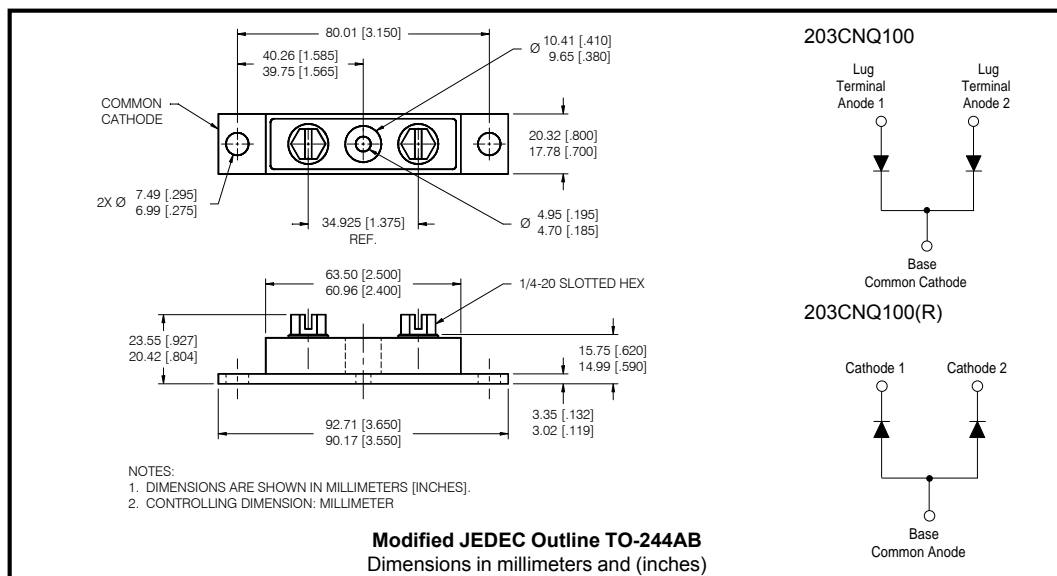 80.01 [3.150]
40.26 [1.585]
39.75 [1.565]
Ø 10.41 [.410]
9.65 [.380]
COMMON
CATHODE
20.32 [.800]
17.78 [.700]
2X Ø 7.49 [.295]
6.99 [.275]
34.925 [1.375]
REF.
Ø 4.95 [.195]
4.70 [.185]
63.50 [2.500]
60.96 [2.400]
1/4-20 SLOTTED HEX
23.55 [.927]
20.42 [.804]
15.75 [.620]
14.99 [.590]
3.35 [.132]
3.02 [.119]
92.71 [3.650]
90.17 [3.550]
NOTES:
1. DIMENSIONS ARE SHOWN IN MILLIMETERS [INCHES].
2. CONTROLLING DIMENSION: MILLIMETER
Modified JEDEC Outline TO-244AB
Dimensions in millimeters and (inches)
203CNQ100
Lug
Terminal
Anode 1
Lug
Terminal
Anode 2
Base
Common Cathode
203CNQ100(R)
Cathode 1
Cathode 2
Base
Common Anode